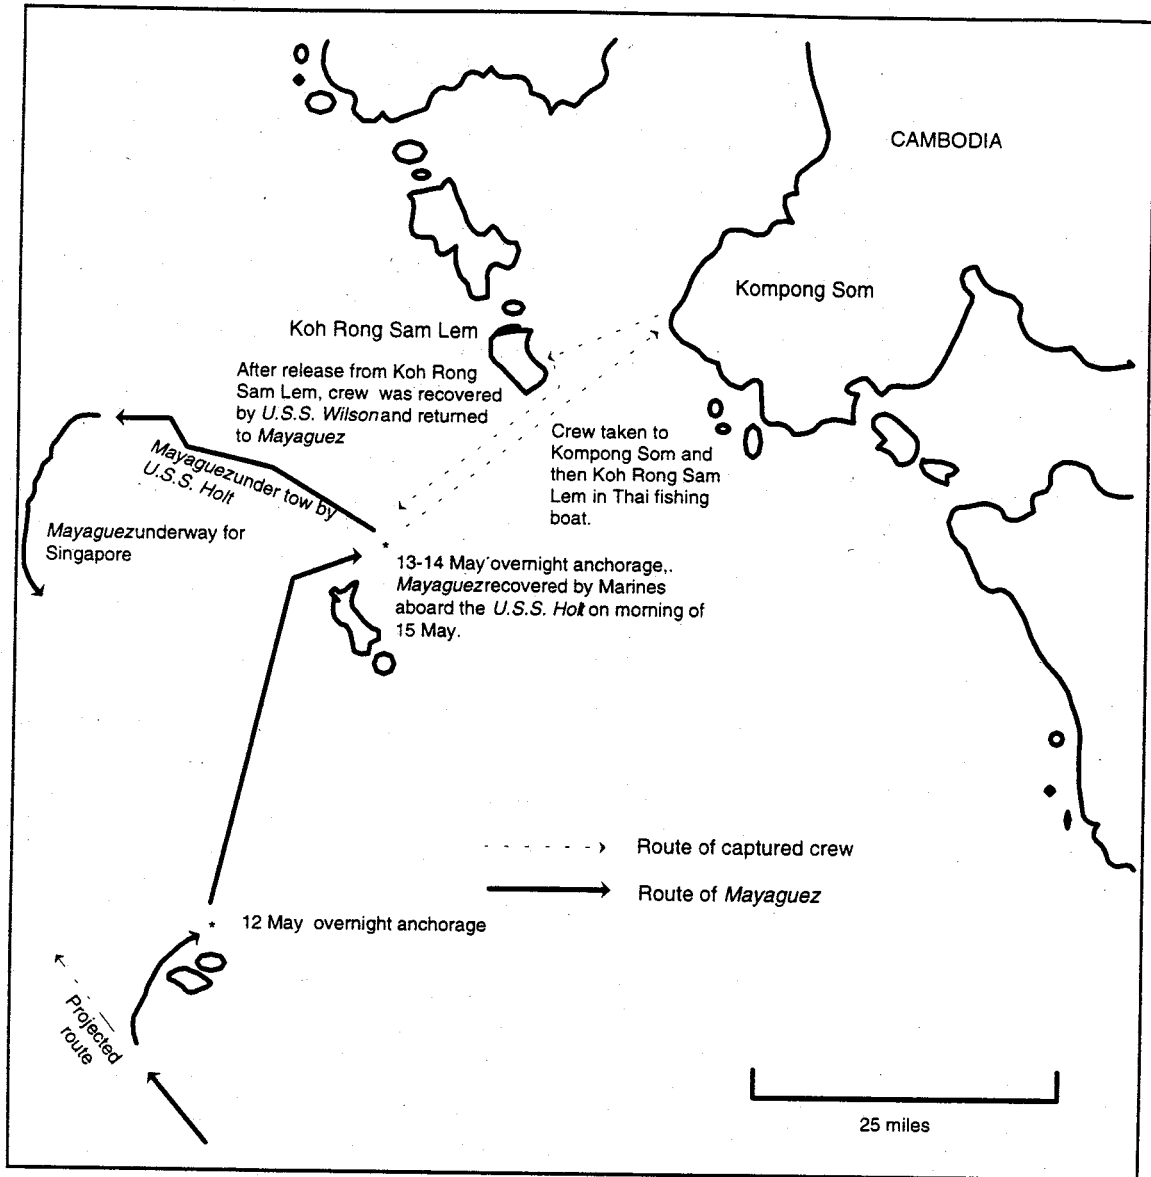 CAMBODIA
Kompong Som
Koh Rong Sam Lem
After release from Koh Rong
Sam Lem, crew was recovered
by U.S.S. Wilson and returned
to Mayaguez
Crew taken to
Kompong Som and
then Koh Rong Sam
Lem in Thai fishing
boat.
Mayaguez under tow by
U.S.S. Holt
Mayaguez underway for
Singapore
13-14 May overnight anchorage,.
Mayaguez recovered by Marines
aboard the U.S.S. Holt on morning of
15 May.
Route of captured crew
Route of Mayaguez
12 May overnight anchorage
Projected
route
25 miles